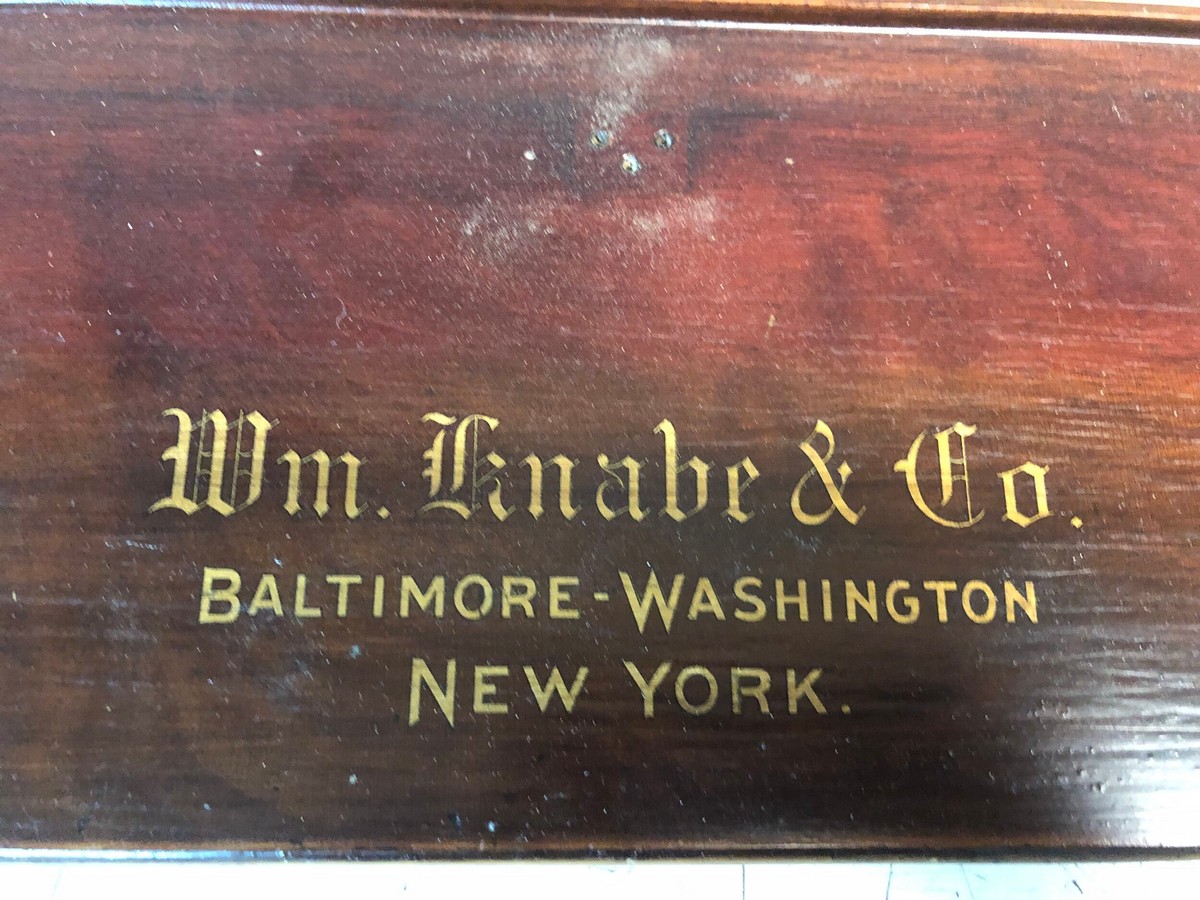 Wm. Knabe & Co.
BALTIMORE-WASHINGTON
NEW YORK.